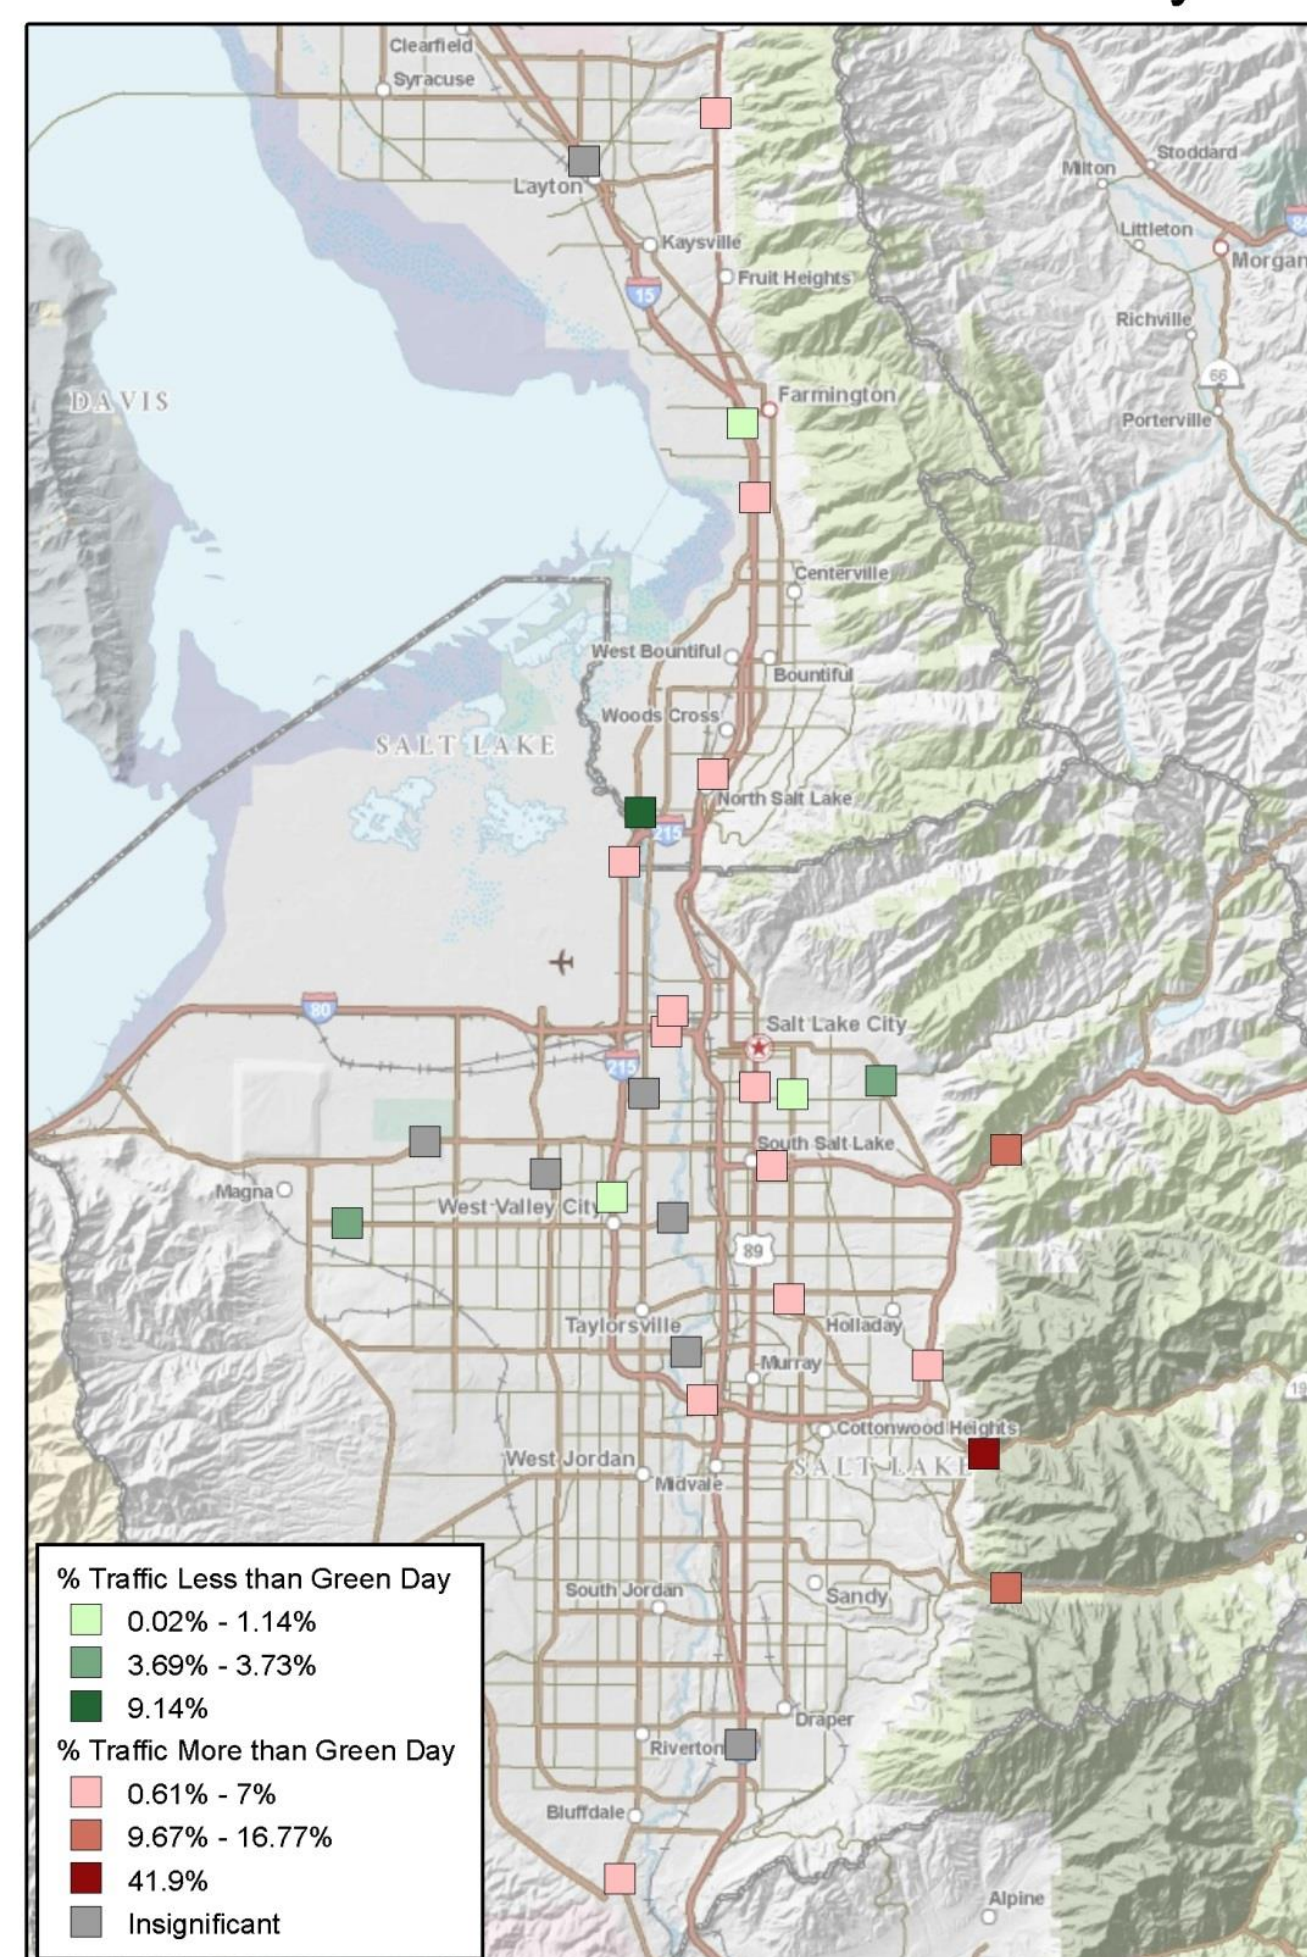 Clearfield
Syracuse
Stoddard
Milton
Layton
Littleton
Kaysville
84
Morgan
Fruit Heights
15
Richville
66
DAVIS
Farmington
Porterville
Centerville
West Bountiful
Bountiful
Woods Cross
SALT LAKE
North Salt Lake
215
80
Salt Lake City
215
South Salt Lake
Magna
West Valley City
89
Taylorsville
Holladay
Murray
Cottonwood Heights
West Jordan
SALT LAKE
Midvale
% Traffic Less than Green Day
South Jordan
Sandy
0.02% - 1.14%
3.69% - 3.73%
9.14%
Draper
% Traffic More than Green Day
Riverton
0.61% - 7%
Bluffdale
9.67% - 16.77%
41.9%
Alpine
Insignificant